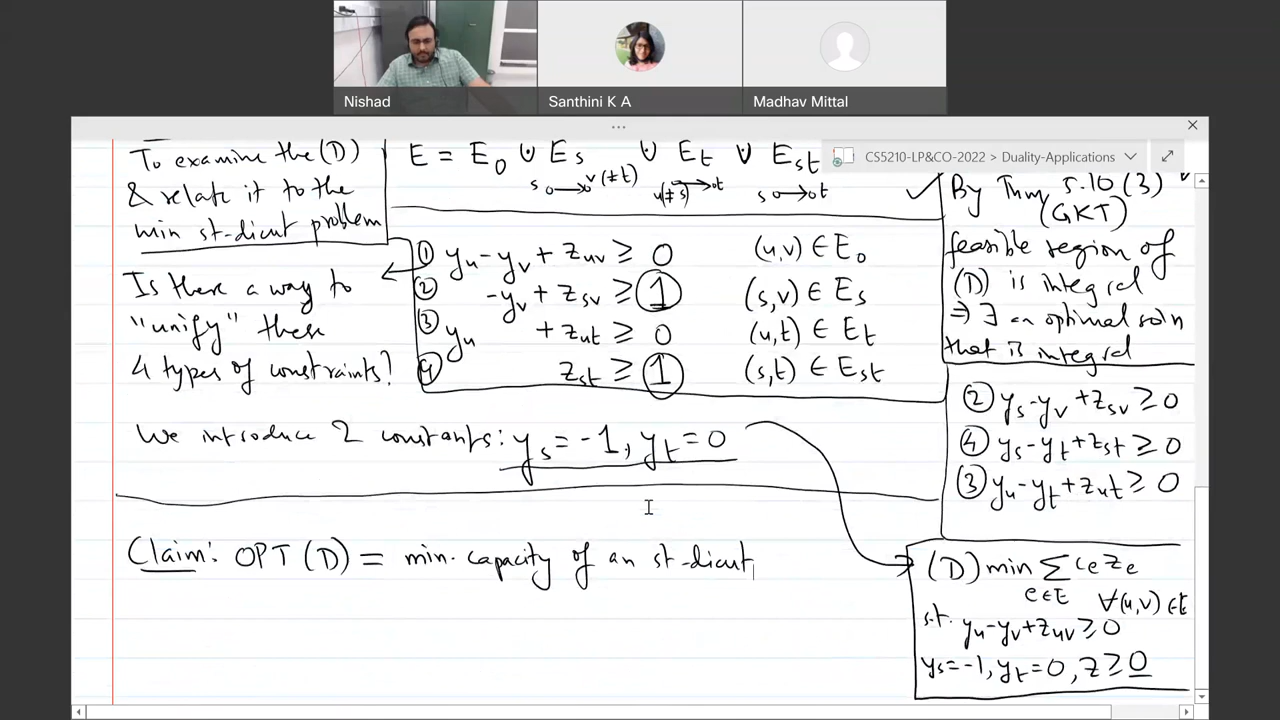 Nishad
Santhini K A
Madhav Mittal
CS5210-LP&CO-2022 > Duality-Applications
To examine the (D)
& relate it to the
min st-dicut problem
E = E₀ ⊍ Es ⊍ Et ⊍ Est
s → v (≠t)
u(≠s) → t
s → t
① yu - yv + zuv ≥ 0 (u,v) ∈ E₀
② -yv + zsv ≥ 1 (s,v) ∈ Es
③ yu + zut ≥ 0 (u,t) ∈ Et
④ zst ≥ 1 (s,t) ∈ Est
Is there a way to
"unify" these
4 types of constraints?
By Thm 5.10 (3)
(GKT)
feasible region of
(D) is integral
⇒ ∃ an optimal soln
that is integral
② ys - yv + zsv ≥ 0
④ ys - yt + zst ≥ 0
③ yu - yt + zut ≥ 0
We introduce 2 constants: ys = -1, yt = 0
Claim: OPT (D) = min. capacity of an st-dicut
(D) min ∑ ce ze
e∈E
∀(u,v) ∈ E
s.t. yu - yv + zuv ≥ 0
ys = -1, yt = 0, z ≥ 0